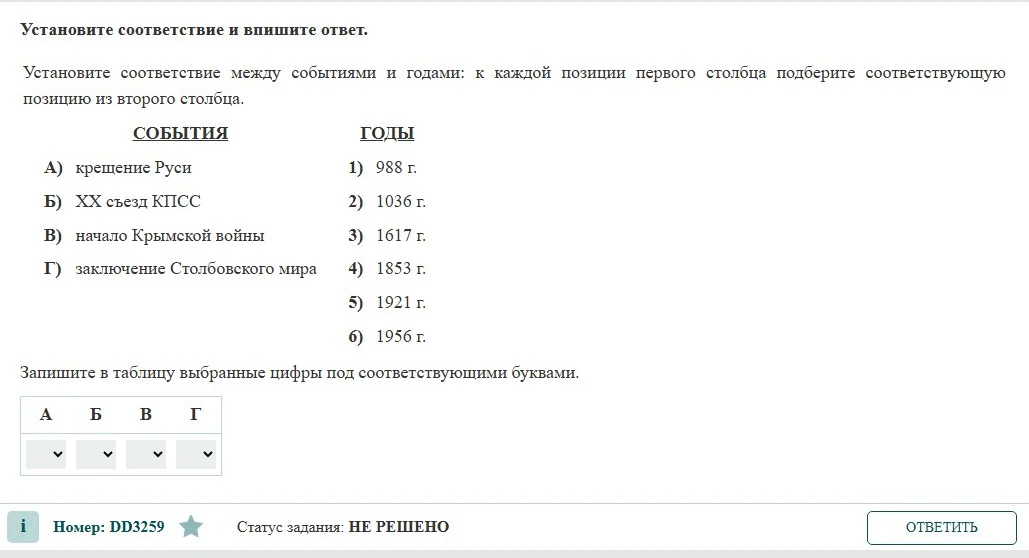 Установите соответствие и впишите ответ.
Установите соответствие между событиями и годами: к каждой позиции первого столбца подберите соответствующую
позицию из второго столбца.
СОБЫТИЯ ГОДЫ
А) крещение Руси 1) 988 г.
Б) XX съезд КПСС 2) 1036 г.
В) начало Крымской войны 3) 1617 г.
Г) заключение Столбовского мира 4) 1853 г.
5) 1921 г.
6) 1956 г.
Запишите в таблицу выбранные цифры под соответствующими буквами.
А Б В Г
i Номер: DD3259 Статус задания: НЕ РЕШЕНО ОТВЕТИТЬ